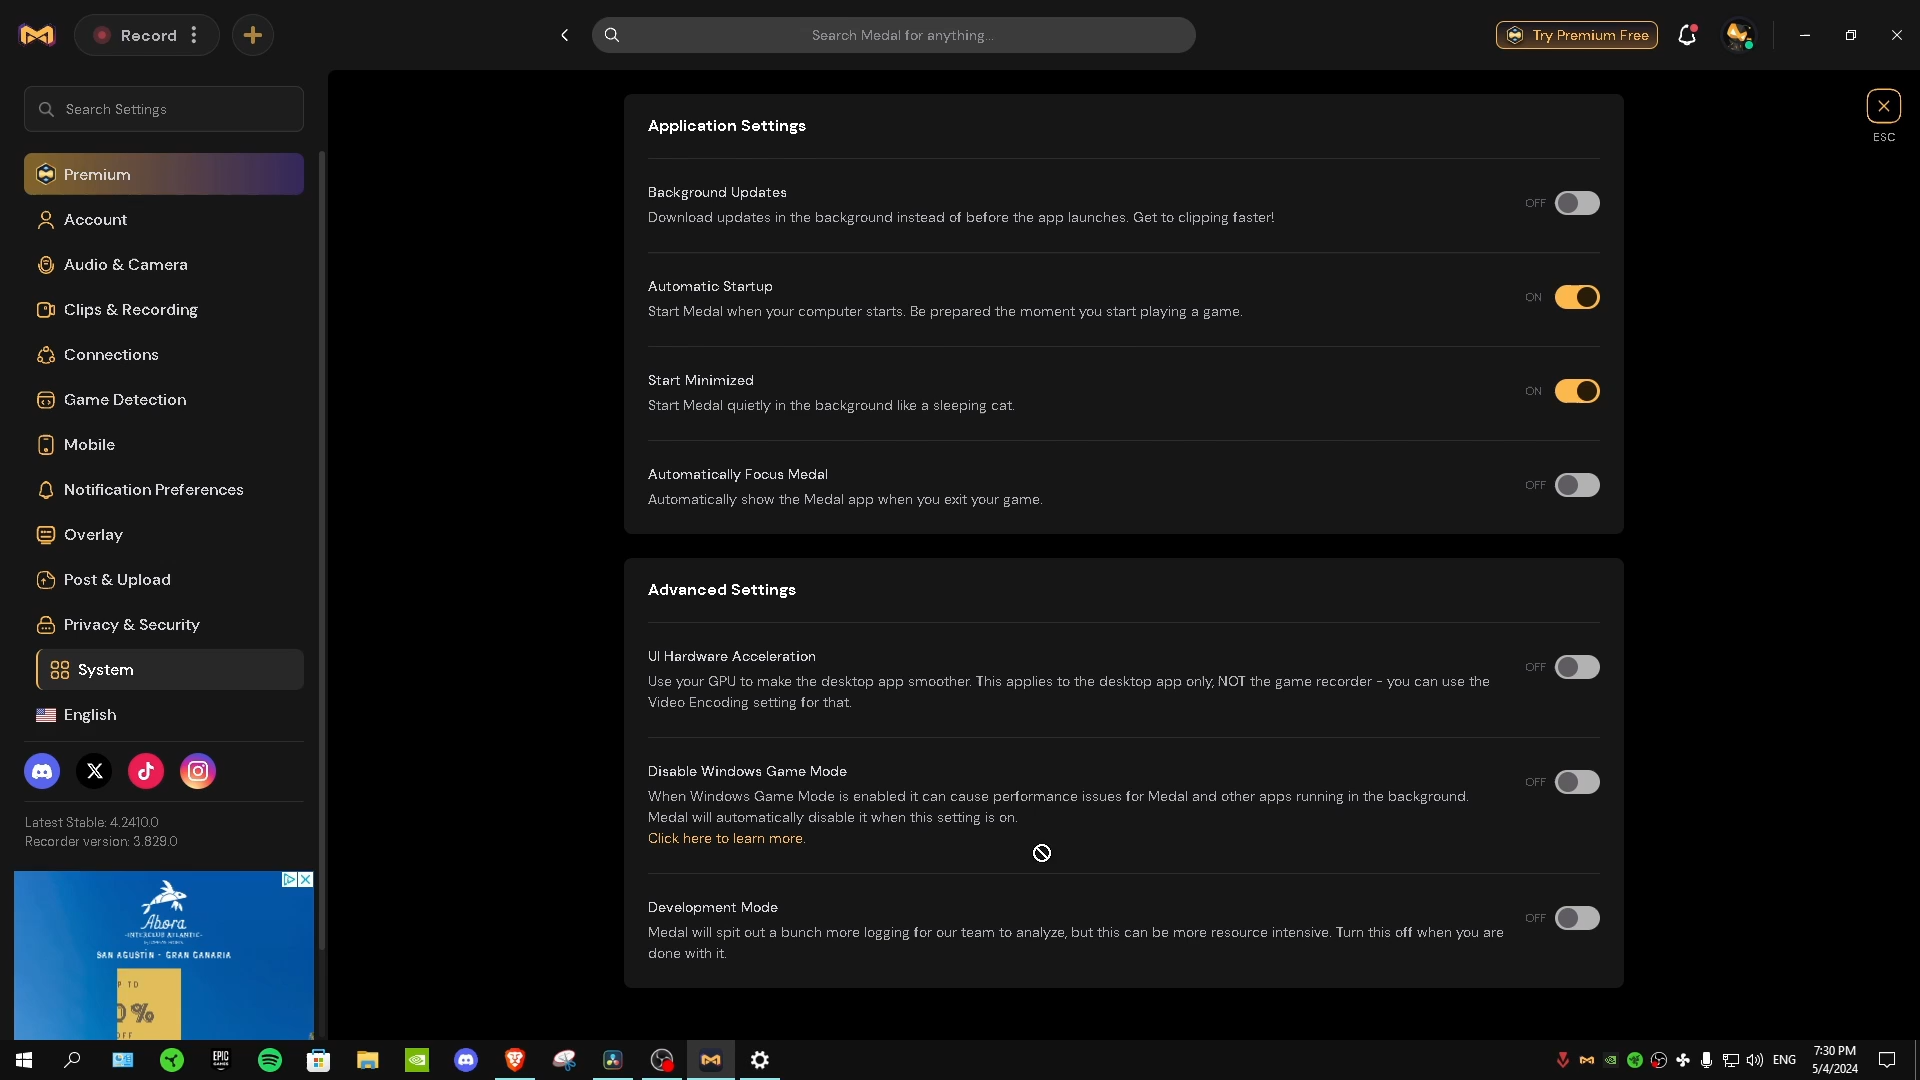 Record
Search Medal for anything...
Try Premium Free
Search Settings
Premium
Account
Audio & Camera
Clips & Recording
Connections
Game Detection
Mobile
Notification Preferences
Overlay
Post & Upload
Privacy & Security
System
English
Latest Stable: 4.2410.0
Recorder version: 3.829.0
Abora
INTERCLUB ATLANTIC
SAN AGUSTIN - GRAN CANARIA
ESC
Application Settings
Background Updates
Download updates in the background instead of before the app launches. Get to clipping faster!
OFF
Automatic Startup
Start Medal when your computer starts. Be prepared the moment you start playing a game.
ON
Start Minimized
Start Medal quietly in the background like a sleeping cat.
ON
Automatically Focus Medal
Automatically show the Medal app when you exit your game.
OFF
Advanced Settings
UI Hardware Acceleration
Use your GPU to make the desktop app smoother. This applies to the desktop app only, NOT the game recorder - you can use the
Video Encoding setting for that.
OFF
Disable Windows Game Mode
When Windows Game Mode is enabled it can cause performance issues for Medal and other apps running in the background.
Medal will automatically disable it when this setting is on.
Click here to learn more.
OFF
Development Mode
Medal will spit out a bunch more logging for our team to analyze, but this can be more resource intensive. Turn this off when you are
done with it.
OFF
EPIC
GAMES
ENG
7:30 PM
5/4/2024